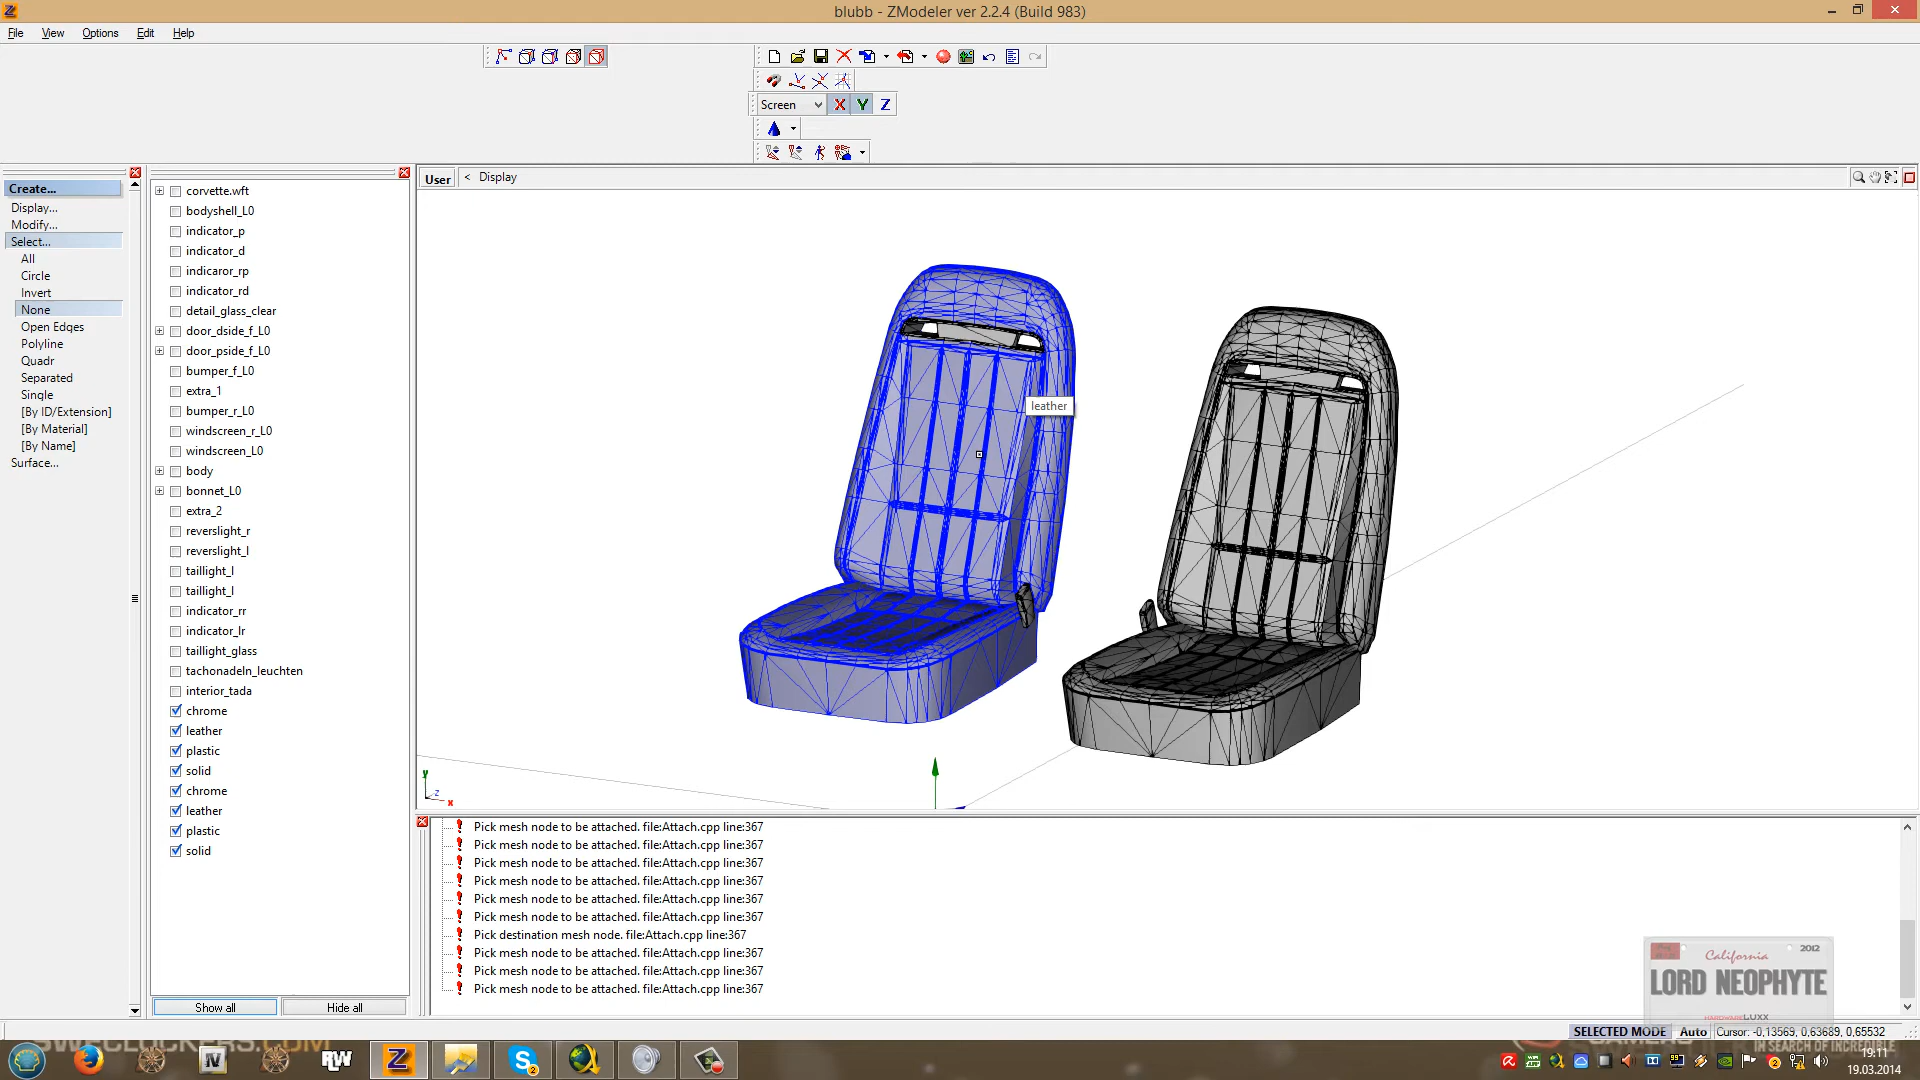 blubb - ZModeler ver 2.2.4 (Build 983)
File View Options Edit Help
Screen X Y Z
Create...
Display...
Modify...
Select...
All
Circle
Invert
None
Open Edges
Polyline
Quadr
Separated
Single
[By ID/Extension]
[By Material]
[By Name]
Surface...
corvette.wft
bodyshell_L0
indicator_p
indicator_d
indicaror_rp
indicator_rd
detail_glass_clear
door_dside_f_L0
door_pside_f_L0
bumper_f_L0
extra_1
bumper_r_L0
windscreen_r_L0
windscreen_L0
body
bonnet_L0
extra_2
reverslight_r
reverslight_l
taillight_l
taillight_l
indicator_rr
indicator_lr
taillight_glass
tachonadeln_leuchten
interior_tada
chrome
leather
plastic
solid
chrome
leather
plastic
solid
Show all Hide all
User < Display
leather
y
z
x
Pick mesh node to be attached. file:Attach.cpp line:367
Pick mesh node to be attached. file:Attach.cpp line:367
Pick mesh node to be attached. file:Attach.cpp line:367
Pick mesh node to be attached. file:Attach.cpp line:367
Pick mesh node to be attached. file:Attach.cpp line:367
Pick mesh node to be attached. file:Attach.cpp line:367
Pick destination mesh node. file:Attach.cpp line:367
Pick mesh node to be attached. file:Attach.cpp line:367
Pick mesh node to be attached. file:Attach.cpp line:367
Pick mesh node to be attached. file:Attach.cpp line:367
California 2012
LORD NEOPHYTE
HARDWARELUXX
SELECTED MODE Auto Cursor: -0.13569, 0.63689, 0.65532
IN SEARCH OF INCREDIBLE
IV RW Z S 2
19:11
19.03.2014